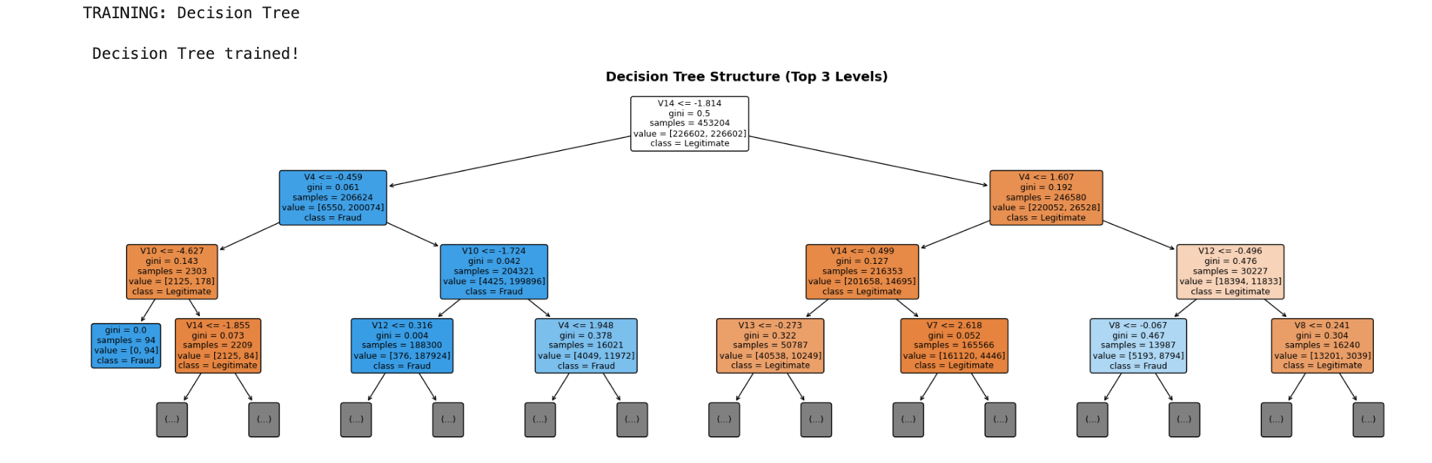 TRAINING: Decision Tree
Decision Tree trained!
Decision Tree Structure (Top 3 Levels)
V14 <= -1.814
gini = 0.5
samples = 453204
value = [226602, 226602]
class = Legitimate
V4 <= -0.459
gini = 0.061
samples = 206624
value = [6550, 200074]
class = Fraud
V4 <= 1.607
gini = 0.192
samples = 246580
value = [220052, 26528]
class = Legitimate
V10 <= -4.627
gini = 0.143
samples = 2303
value = [2125, 178]
class = Legitimate
V10 <= -1.724
gini = 0.042
samples = 204321
value = [4425, 199896]
class = Fraud
V14 <= -0.499
gini = 0.127
samples = 216353
value = [201658, 14695]
class = Legitimate
V12 <= -0.496
gini = 0.476
samples = 30227
value = [18394, 11833]
class = Legitimate
gini = 0.0
samples = 94
value = [0, 94]
class = Fraud
V14 <= -1.855
gini = 0.073
samples = 2209
value = [2125, 84]
class = Legitimate
V12 <= 0.316
gini = 0.004
samples = 188300
value = [376, 187924]
class = Fraud
V4 <= 1.948
gini = 0.378
samples = 16021
value = [4049, 11972]
class = Fraud
V13 <= -0.273
gini = 0.322
samples = 50787
value = [40538, 10249]
class = Legitimate
V7 <= 2.618
gini = 0.052
samples = 165566
value = [161120, 4446]
class = Legitimate
V8 <= -0.067
gini = 0.467
samples = 13987
value = [5193, 8794]
class = Fraud
V8 <= 0.241
gini = 0.304
samples = 16240
value = [13201, 3039]
class = Legitimate
(...)
(...)
(...)
(...)
(...)
(...)
(...)
(...)
(...)
(...)
(...)
(...)
(...)
(...)